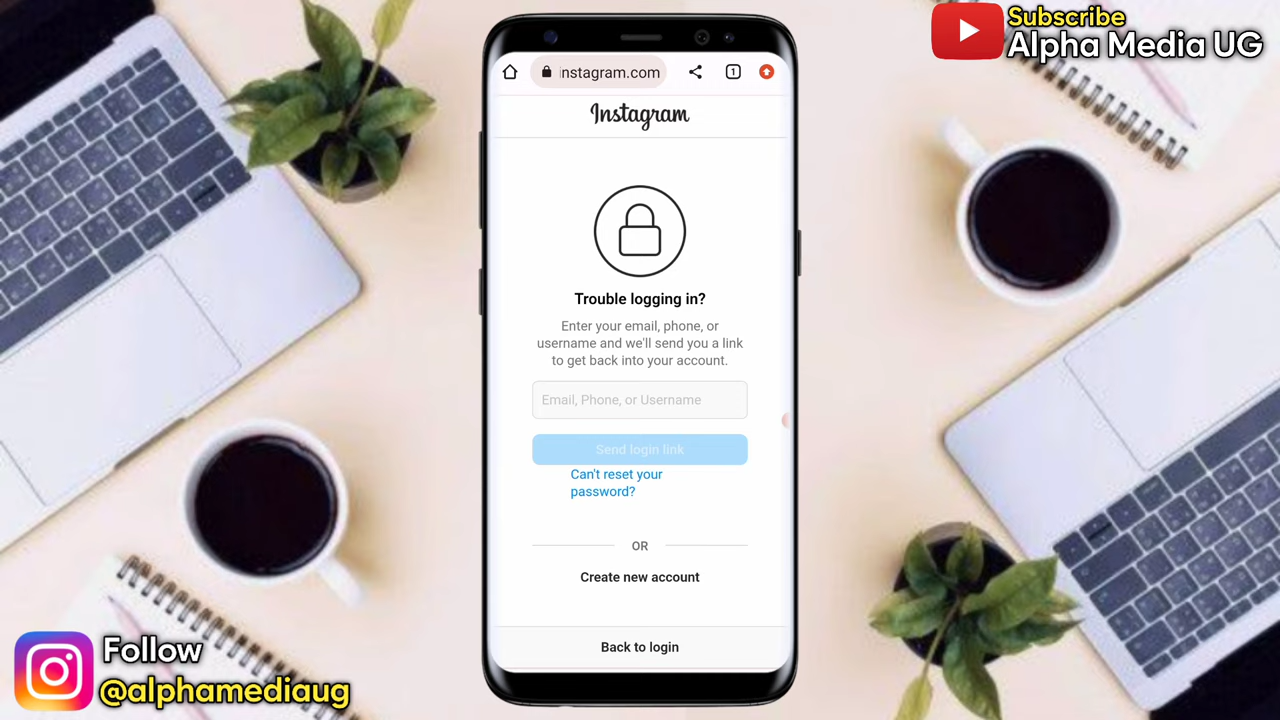 Subscribe
Alpha Media UG
nstagram.com
1
Instagram
Trouble logging in?
Enter your email, phone, or
username and we'll send you a link
to get back into your account.
Email, Phone, or Username
Send login link
Can't reset your
password?
OR
Create new account
Back to login
Follow
@alphamediaug